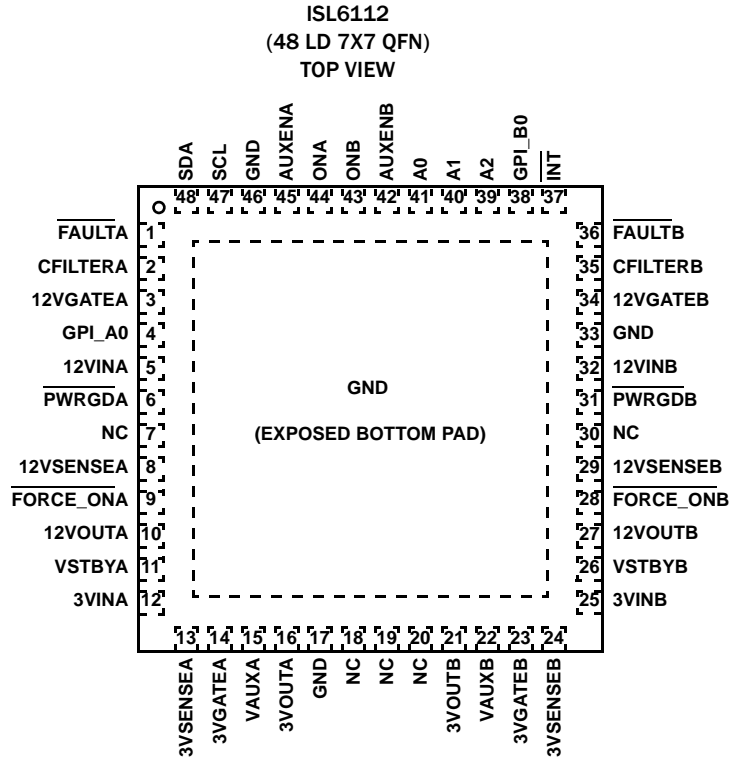 ISL6112
(48 LD 7X7 QFN)
TOP VIEW
SDA
SCL
GND
AUXENA
ONA
ONB
AUXENB
A0
A1
A2
GPI_B0
INT
48 47 46 45 44 43 42 41 40 39 38 37
FAULTA 1
CFILTERA 2
12VGATEA 3
GPI_A0 4
12VINA 5
PWRGDA 6
NC 7
12VSENSEA 8
FORCE_ONA 9
12VOUTA 10
VSTBYA 11
3VINA 12
GND
(EXPOSED BOTTOM PAD)
36 FAULTB
35 CFILTERB
34 12VGATEB
33 GND
32 12VINB
31 PWRGDB
30 NC
29 12VSENSEB
28 FORCE_ONB
27 12VOUTB
26 VSTBYB
25 3VINB
13 14 15 16 17 18 19 20 21 22 23 24
3VSENSEA
3VGATEA
VAUXA
3VOUTA
GND
NC
NC
NC
3VOUTB
VAUXB
3VGATEB
3VSENSEB